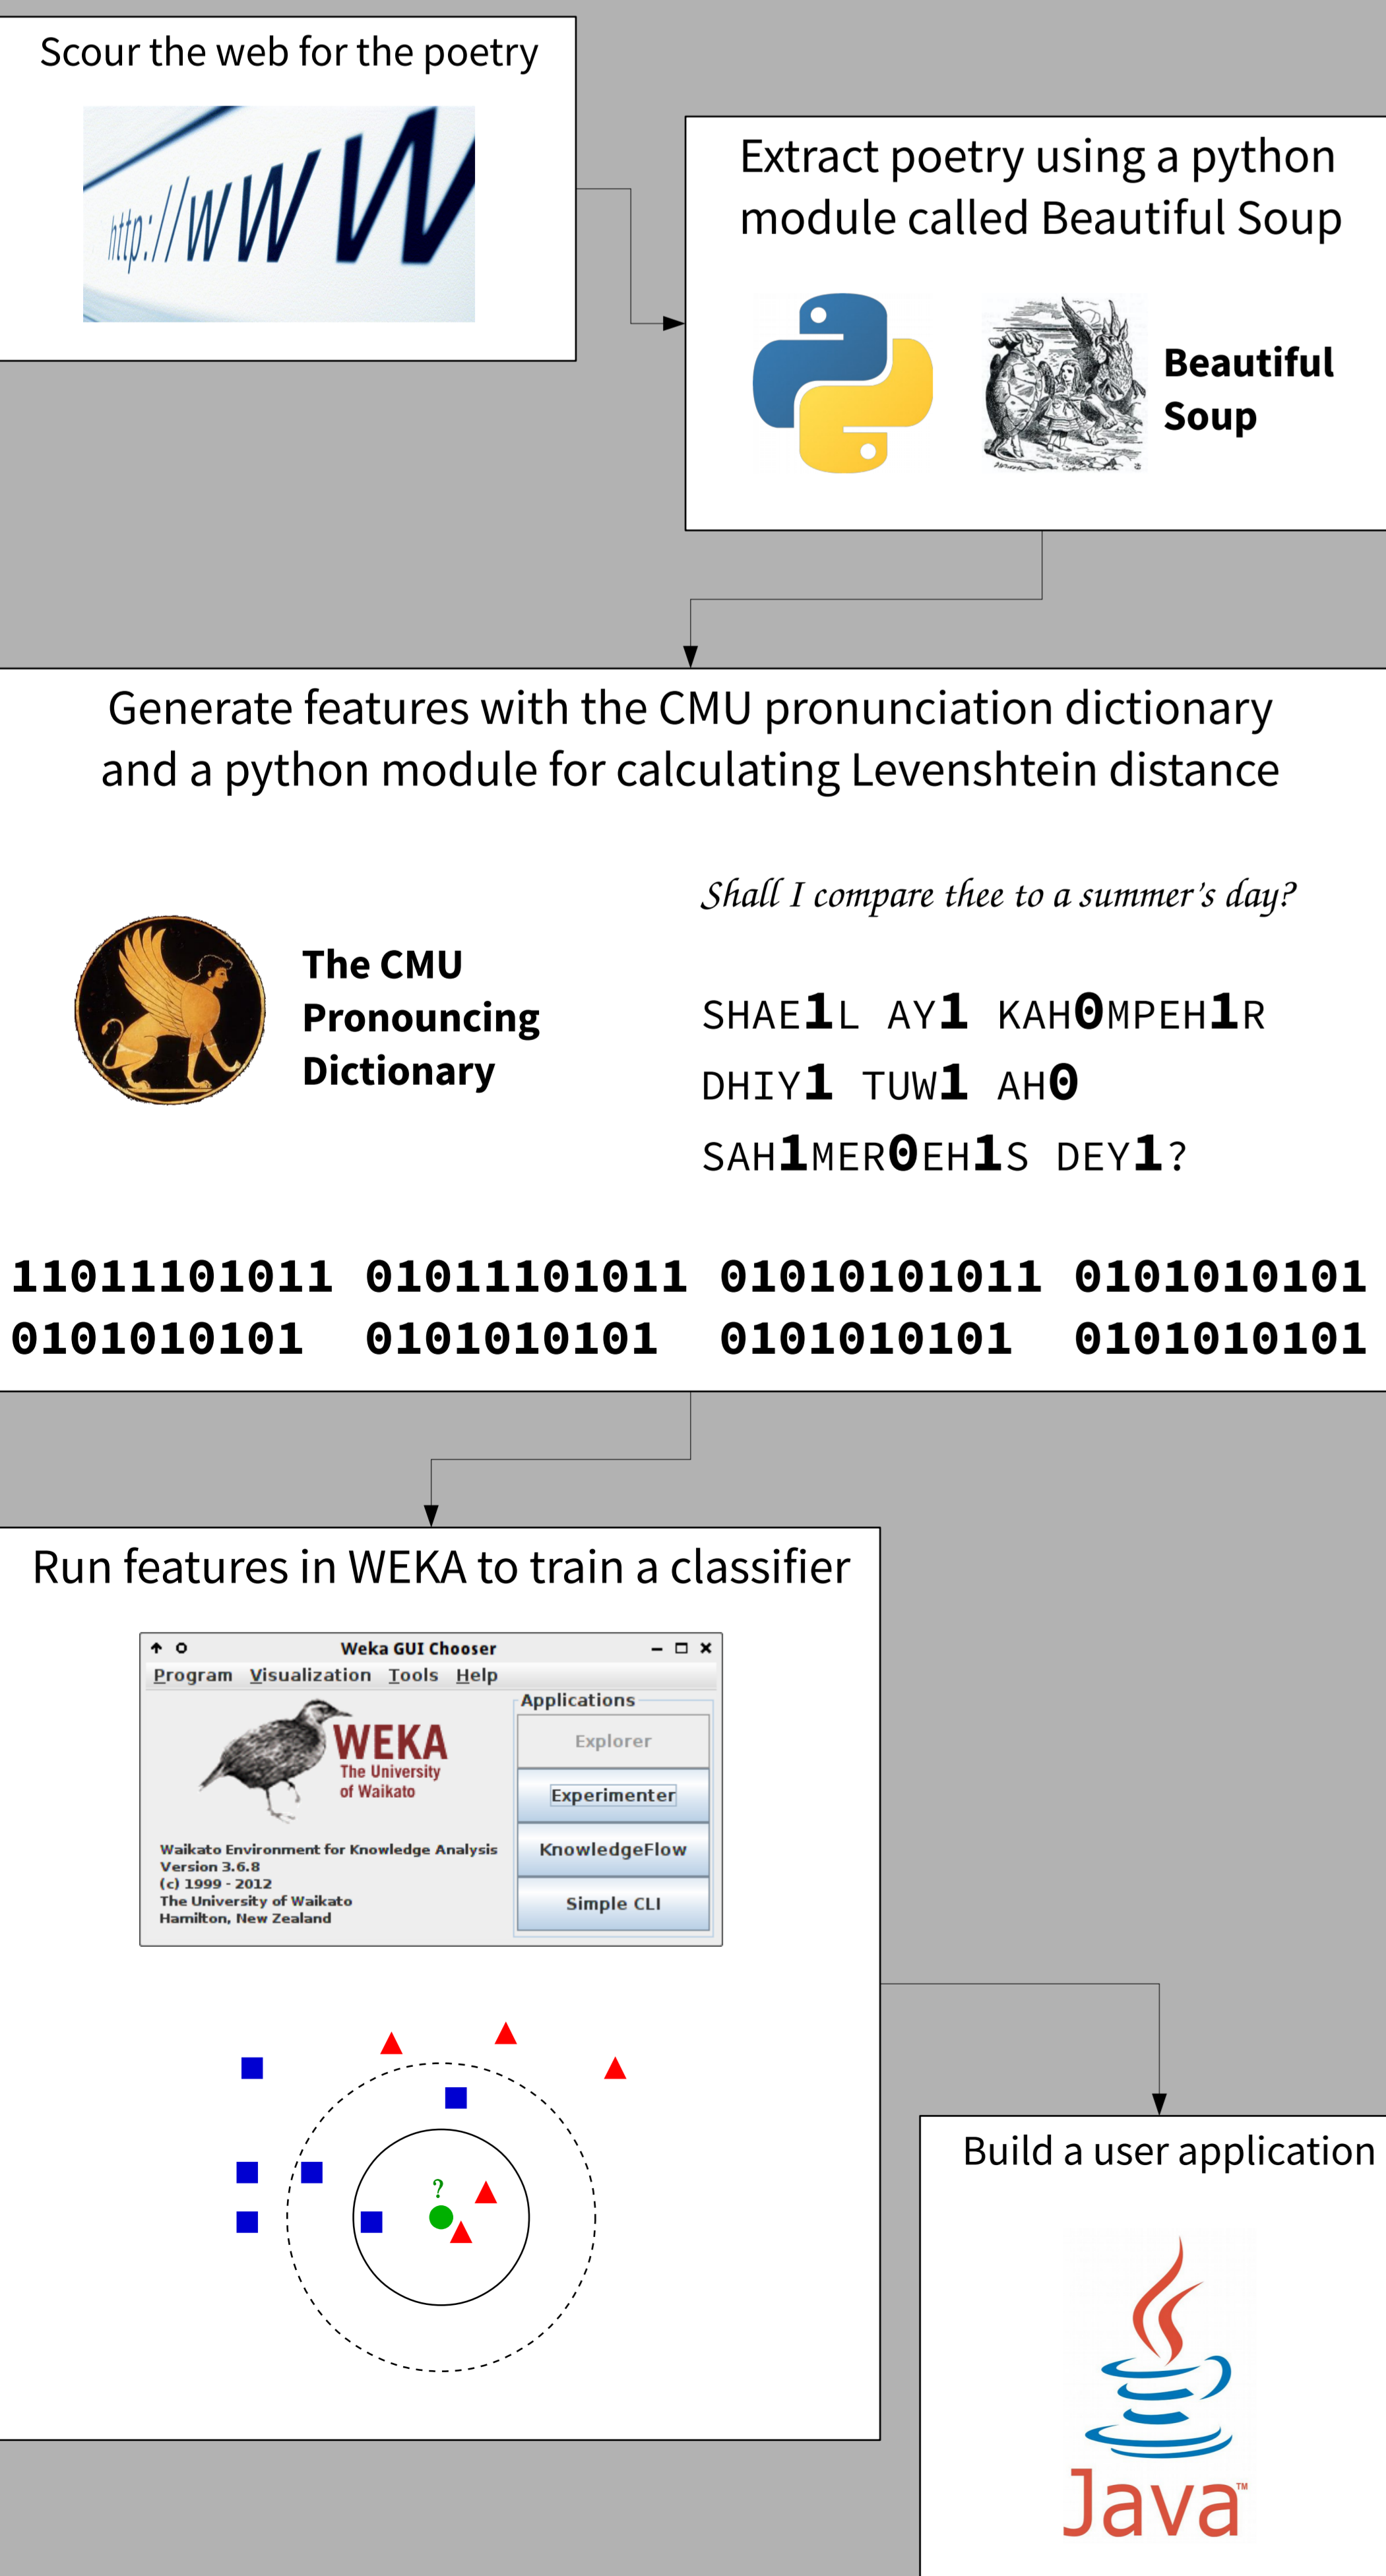 Scour the web for the poetry
http://www
Extract poetry using a python
module called Beautiful Soup
Beautiful
Soup
Generate features with the CMU pronunciation dictionary
and a python module for calculating Levenshtein distance
The CMU
Pronouncing
Dictionary
Shall I compare thee to a summer's day?
SHAE1L AY1 KAH0MPEH1R
DHIY1 TUW1 AH0
SAH1MER0EH1S DEY1?
11011101011 01011101011 01010101011 0101010101
0101010101 0101010101 0101010101 0101010101
Run features in WEKA to train a classifier
Weka GUI Chooser
Program Visualization Tools Help
WEKA
The University
of Waikato
Waikato Environment for Knowledge Analysis
Version 3.6.8
(c) 1999 - 2012
The University of Waikato
Hamilton, New Zealand
Applications
Explorer
Experimenter
KnowledgeFlow
Simple CLI
?
Build a user application
Java™